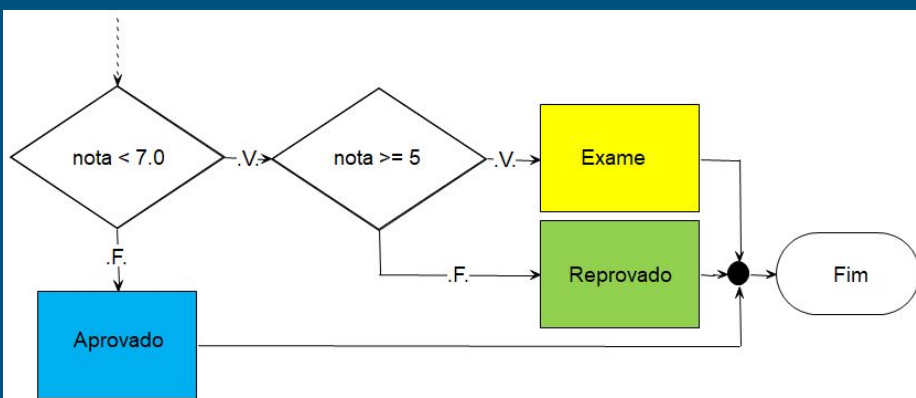 nota < 7.0
.V.
nota >= 5
.V.
Exame
.F.
.F.
Reprovado
Fim
Aprovado